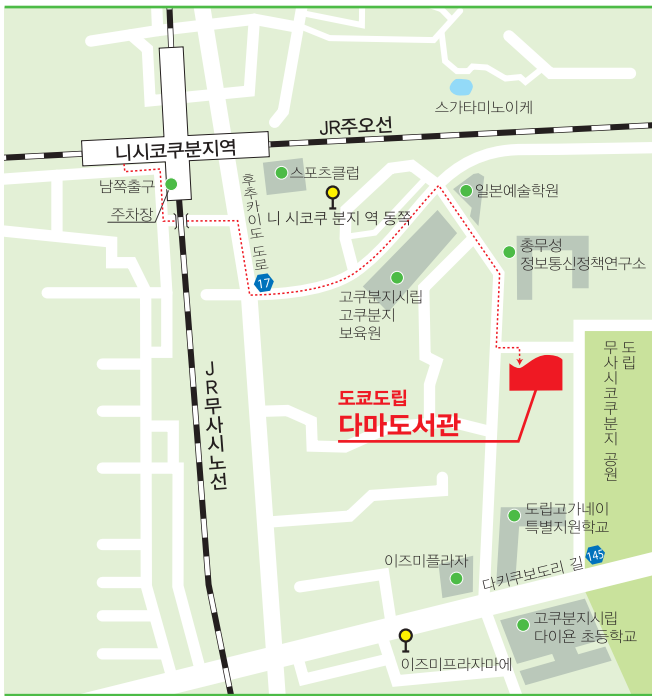 스가타미노이케
JR주오선
니시코쿠분지역
스포츠클럽
남쪽출구
주차장
후추카이도 도로
일본예술학원
니 시코쿠 분지 역 동쪽
총무성
정보통신정책연구소
17
고쿠분지시립
고쿠분지
보육원
도립
무사시코쿠분지 공원
JR무사시노선
도쿄도립
다마도서관
도립고가네이
특별지원학교
이즈미플라자
다키쿠보도리 길
145
고쿠분지시립
다이욘 초등학교
이즈미프라자마에